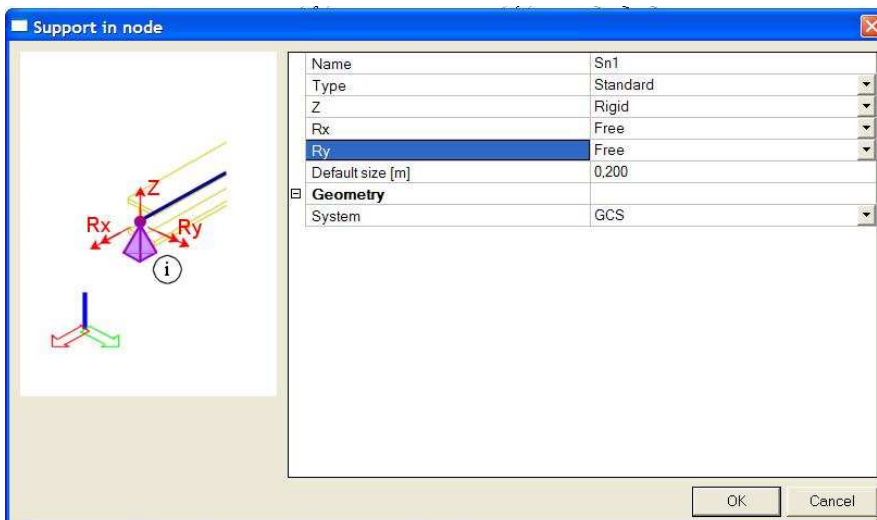 Support in node
Name Sn1
Type Standard
Z Rigid
Rx Free
Ry Free
Default size [m] 0,200
Geometry
System GCS
Z
Rx Ry
i
OK Cancel